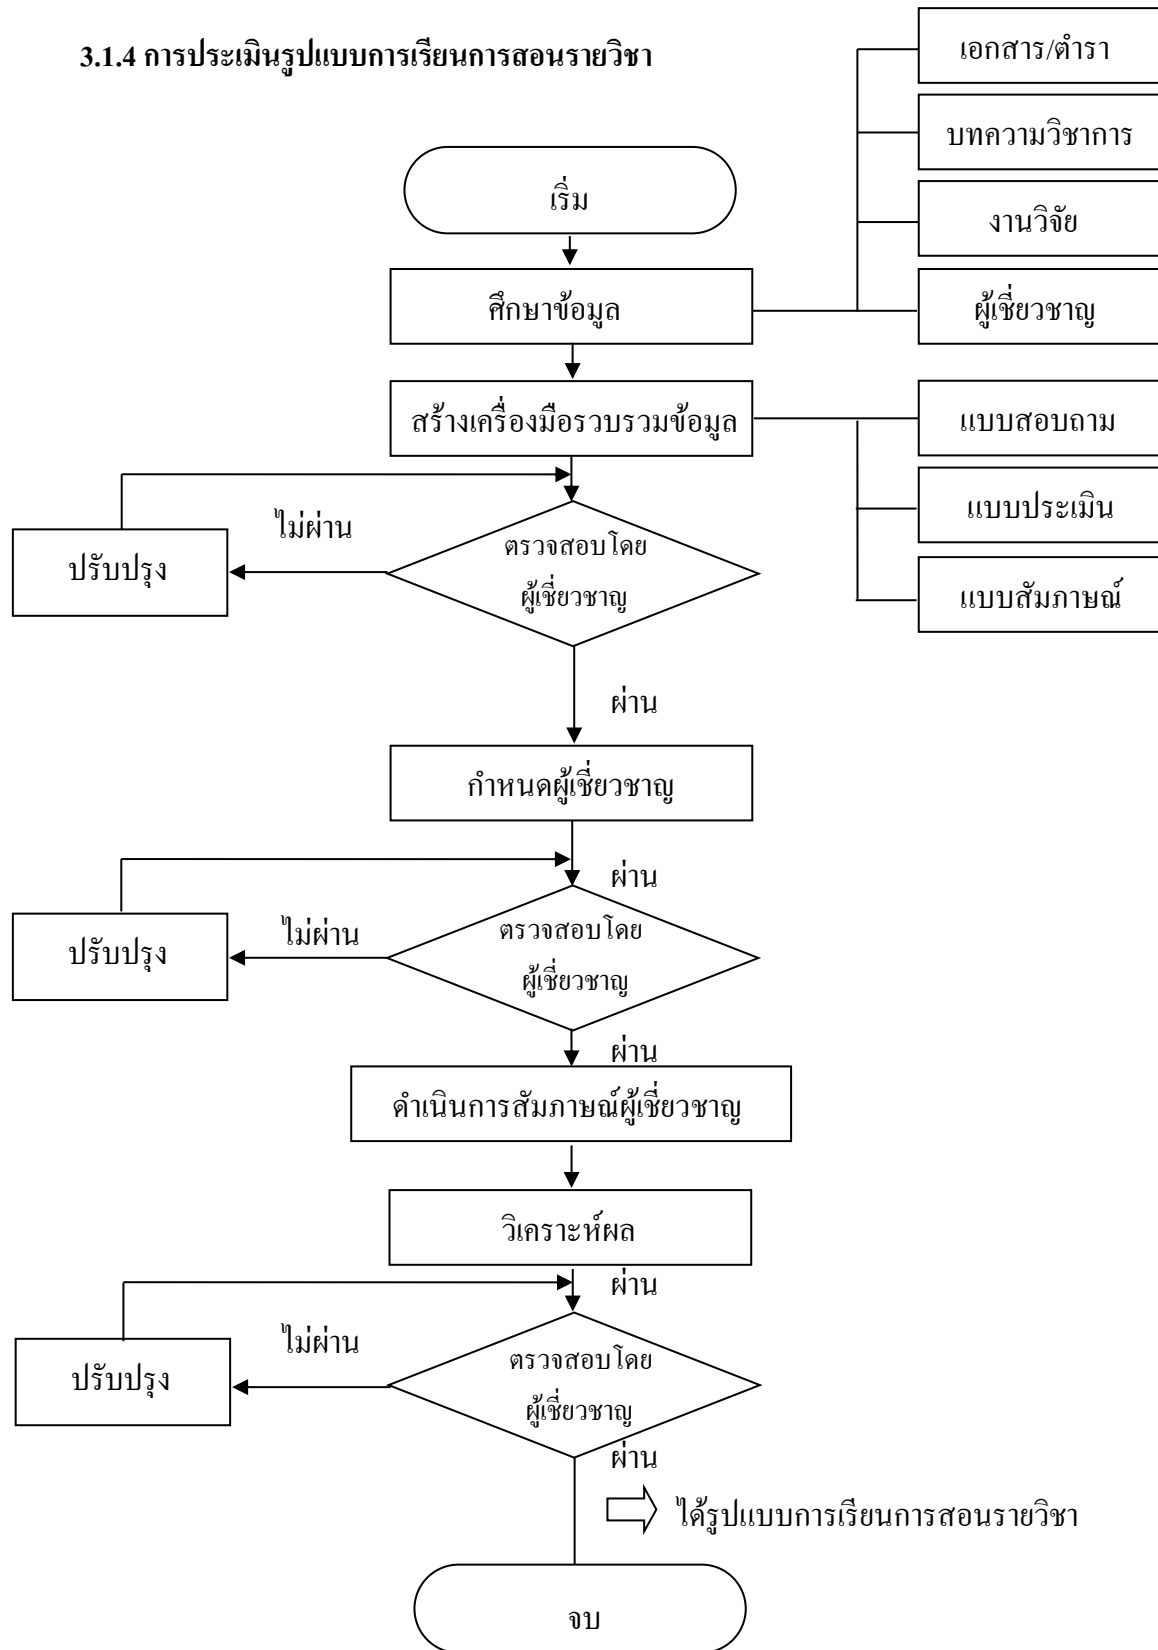 3.1.4 การประเมินรูปแบบการเรียนการสอนรายวิชา
เอกสาร/ตำรา
บทความวิชาการ
เริ่ม
งานวิจัย
ศึกษาข้อมูล
ผู้เชี่ยวชาญ
สร้างเครื่องมือรวบรวมข้อมูล
แบบสอบถาม
แบบประเมิน
ไม่ผ่าน
ตรวจสอบโดย
ผู้เชี่ยวชาญ
ปรับปรุง
แบบสัมภาษณ์
ผ่าน
กำหนดผู้เชี่ยวชาญ
ผ่าน
ไม่ผ่าน
ตรวจสอบโดย
ผู้เชี่ยวชาญ
ปรับปรุง
ผ่าน
ดำเนินการสัมภาษณ์ผู้เชี่ยวชาญ
วิเคราะห์ผล
ผ่าน
ไม่ผ่าน
ตรวจสอบโดย
ผู้เชี่ยวชาญ
ปรับปรุง
ผ่าน
ได้รูปแบบการเรียนการสอนรายวิชา
จบ